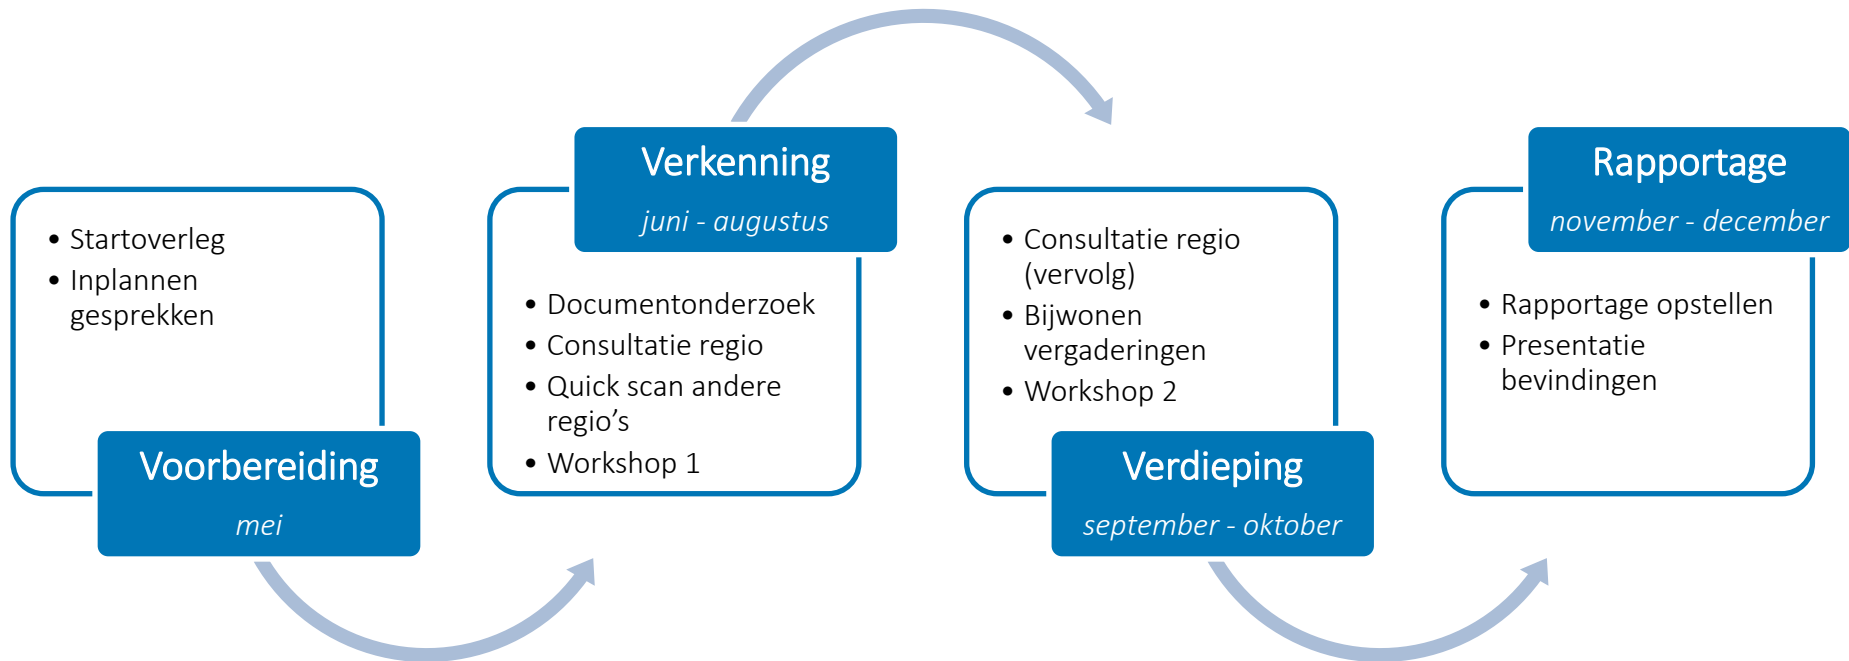 • Startoverleg
• Inplannen
gesprekken
Voorbereiding
mei
Verkenning
juni - augustus
• Documentonderzoek
• Consultatie regio
• Quick scan andere
regio’s
• Workshop 1
• Consultatie regio
(vervolg)
• Bijwonen
vergaderingen
• Workshop 2
Verdieping
september - oktober
Rapportage
november - december
• Rapportage opstellen
• Presentatie
bevindingen